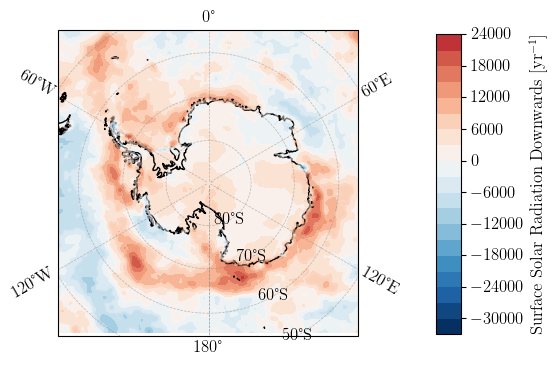 0°
60°W
60°E
120°W
120°E
180°
80°S
70°S
60°S
50°S
24000
18000
12000
6000
0
−6000
−12000
−18000
−24000
−30000
Surface Solar Radiation Downwards [yr⁻¹]